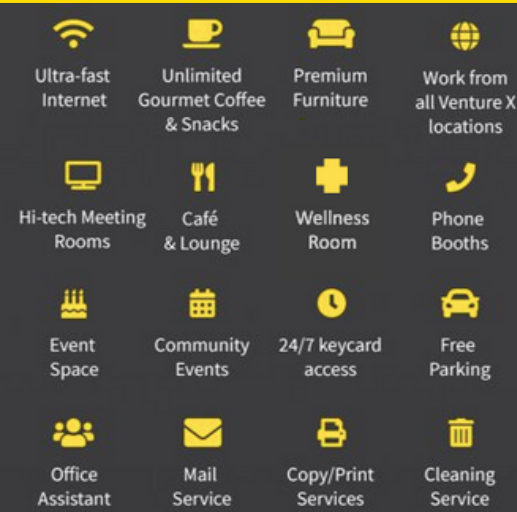 Ultra-fast
Internet
Unlimited
Gourmet Coffee
& Snacks
Premium
Furniture
Work from
all Venture X
locations
Hi-tech Meeting
Rooms
Café
& Lounge
Wellness
Room
Phone
Booths
Event
Space
Community
Events
24/7 keycard
access
Free
Parking
Office
Assistant
Mail
Service
Copy/Print
Services
Cleaning
Service